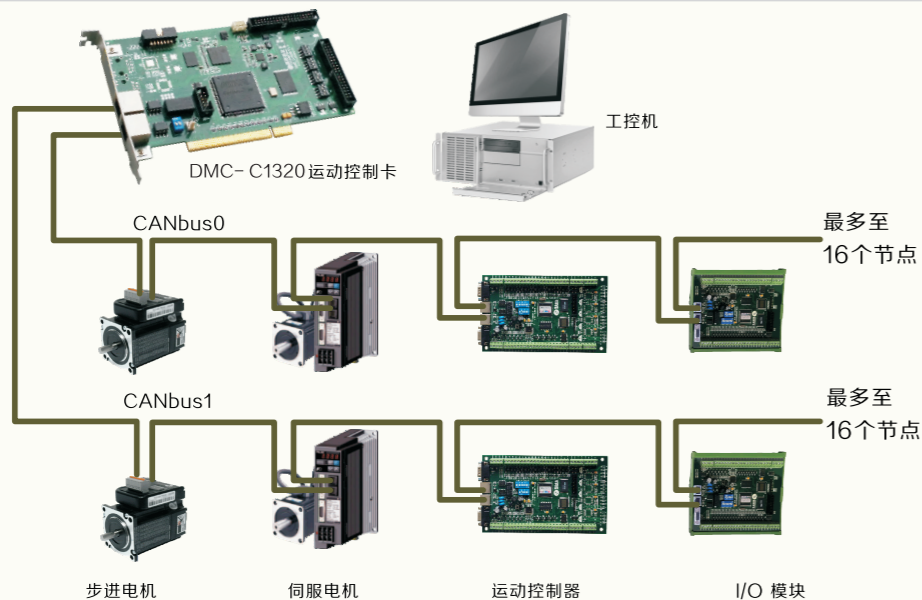 工控机
DMC- C1320运动控制卡
CANbus0
最多至
16个节点
CANbus1
最多至
16个节点
步进电机
伺服电机
运动控制器
I/O 模块